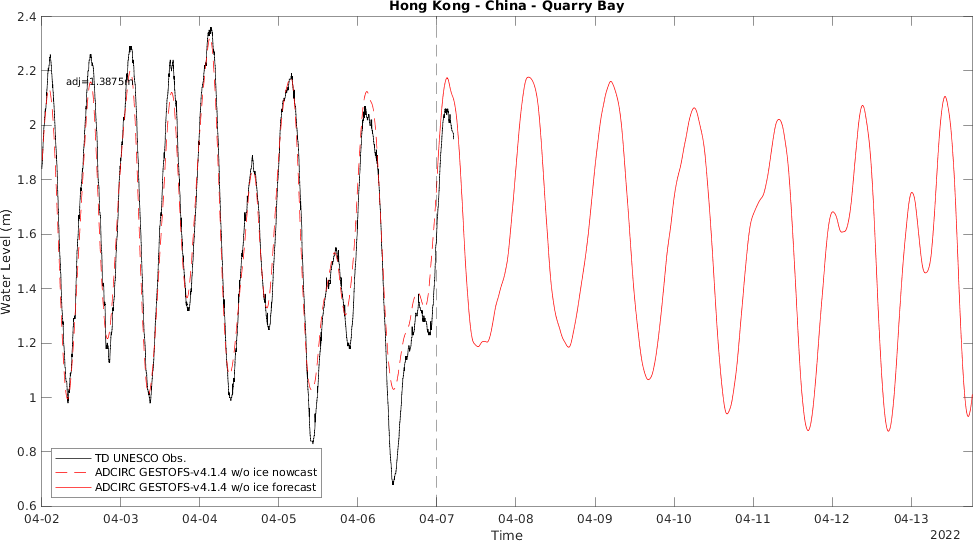 Hong Kong - China - Quarry Bay
2.4
2.2
2
1.8
1.6
1.4
1.2
1
0.8
0.6
Water Level (m)
adj=1.3875m
TD UNESCO Obs.
ADCIRC GESTOFS-v4.1.4 w/o ice nowcast
ADCIRC GESTOFS-v4.1.4 w/o ice forecast
04-02 04-03 04-04 04-05 04-06 04-07 04-08 04-09 04-10 04-11 04-12 04-13
Time
2022